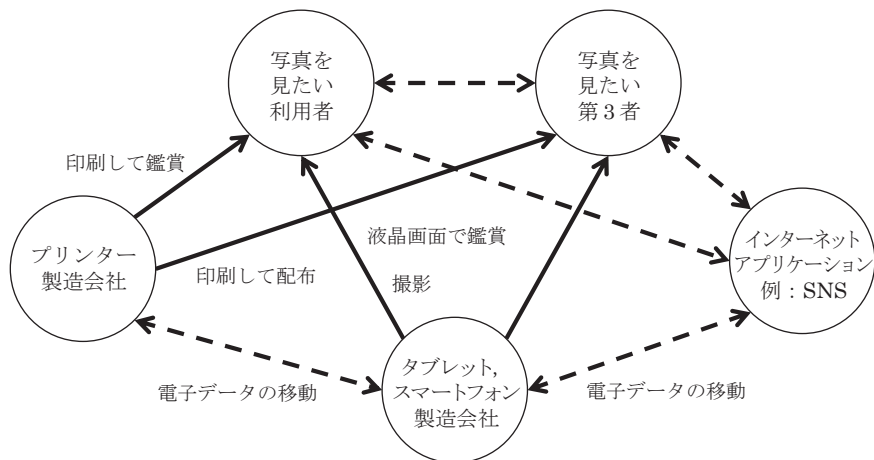 写真を
見たい
利用者
写真を
見たい
第3者
印刷して鑑賞
プリンター
製造会社
液晶画面で鑑賞
印刷して配布
撮影
インターネット
アプリケーション
例：SNS
タブレット，
スマートフォン
製造会社
電子データの移動
電子データの移動